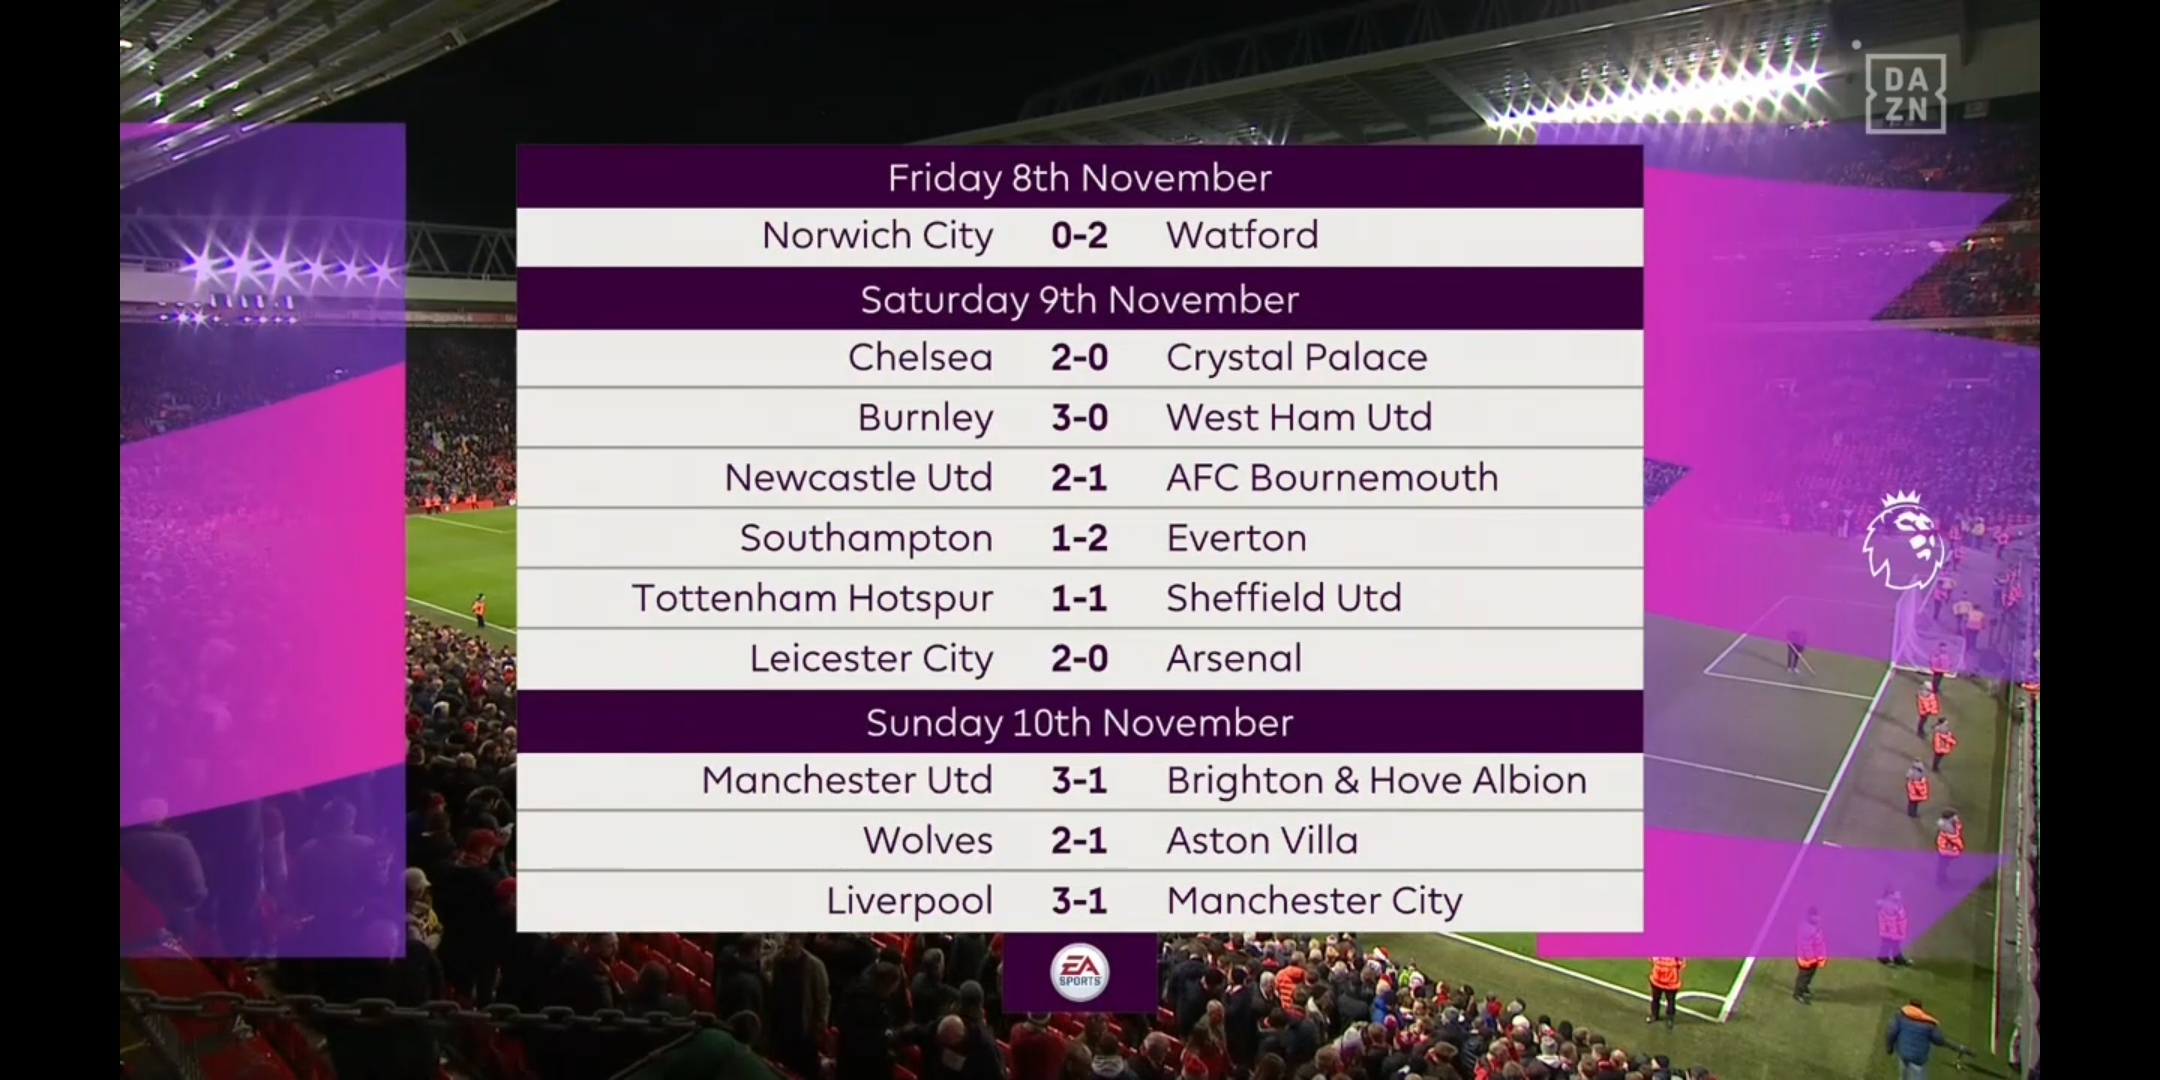 DA
ZN
Friday 8th November
Norwich City 0-2 Watford
Saturday 9th November
Chelsea 2-0 Crystal Palace
Burnley 3-0 West Ham Utd
Newcastle Utd 2-1 AFC Bournemouth
Southampton 1-2 Everton
Tottenham Hotspur 1-1 Sheffield Utd
Leicester City 2-0 Arsenal
Sunday 10th November
Manchester Utd 3-1 Brighton & Hove Albion
Wolves 2-1 Aston Villa
Liverpool 3-1 Manchester City
EA
SPORTS